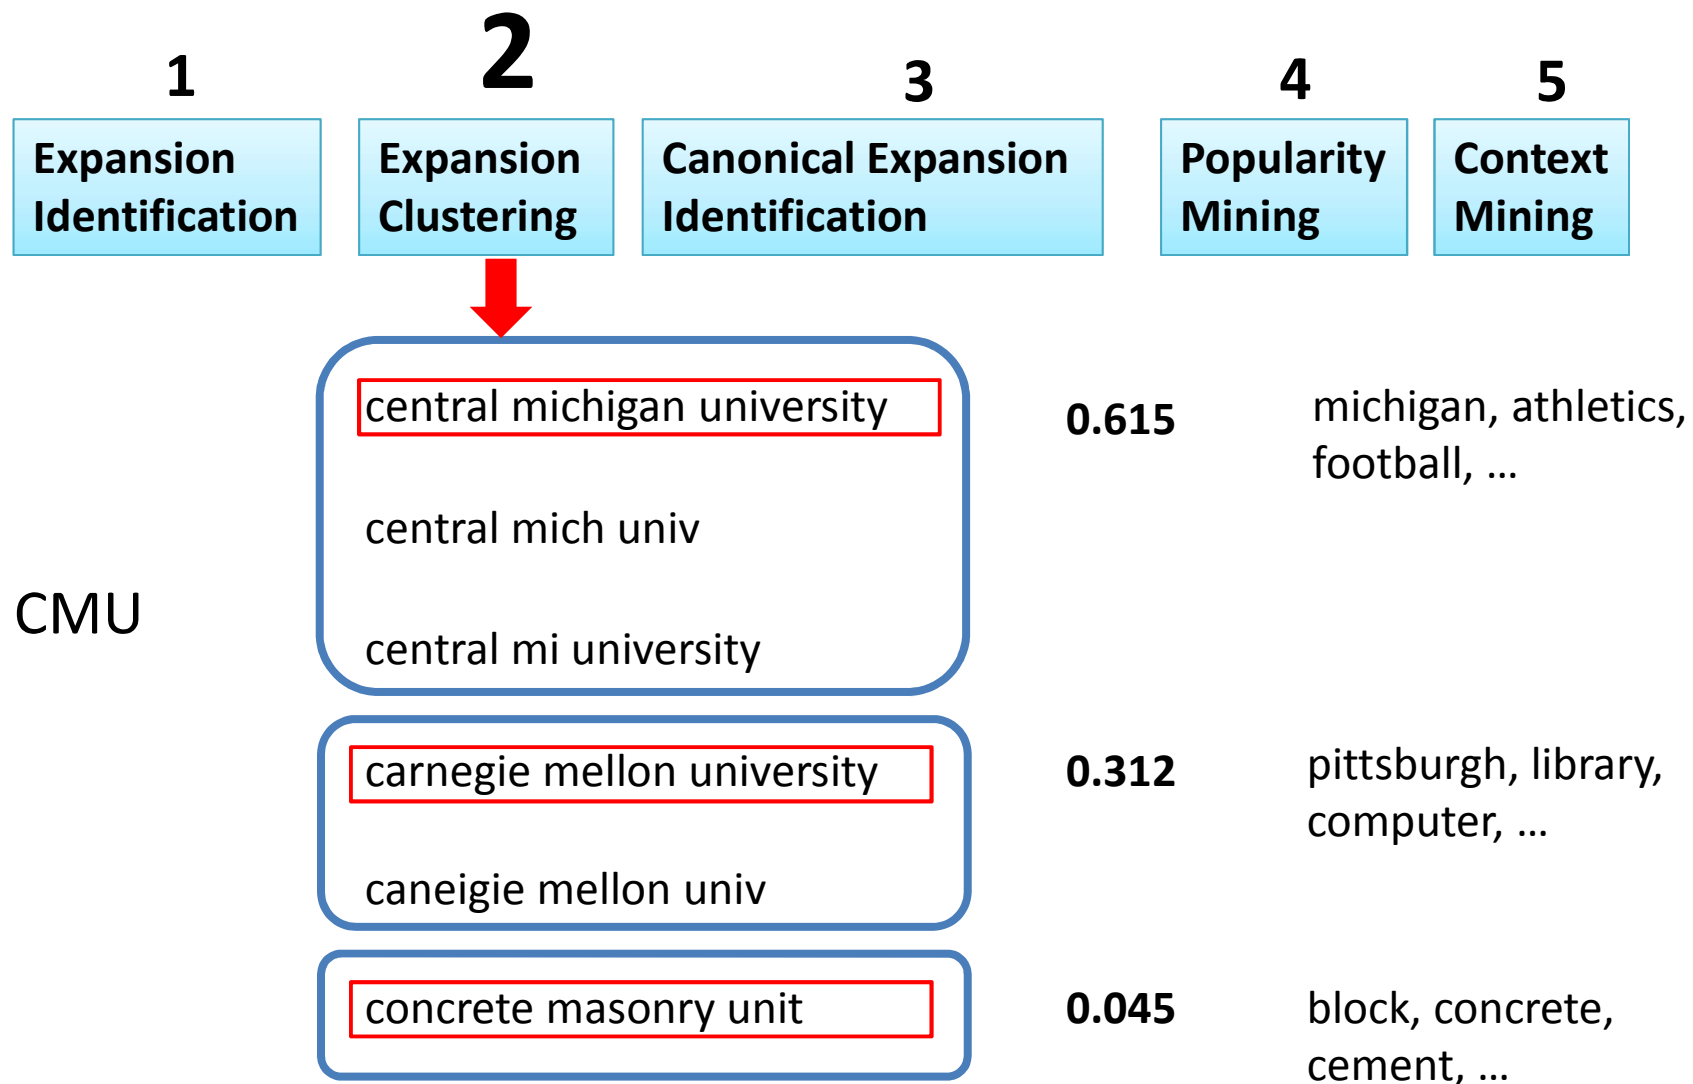 1
2
3
4
5
Expansion
Identification
Expansion
Clustering
Canonical Expansion
Identification
Popularity
Mining
Context
Mining
CMU
central michigan university
central mich univ
central mi university
0.615
michigan, athletics,
football, ...
carnegie mellon university
caneigie mellon univ
0.312
pittsburgh, library,
computer, ...
concrete masonry unit
0.045
block, concrete,
cement, ...